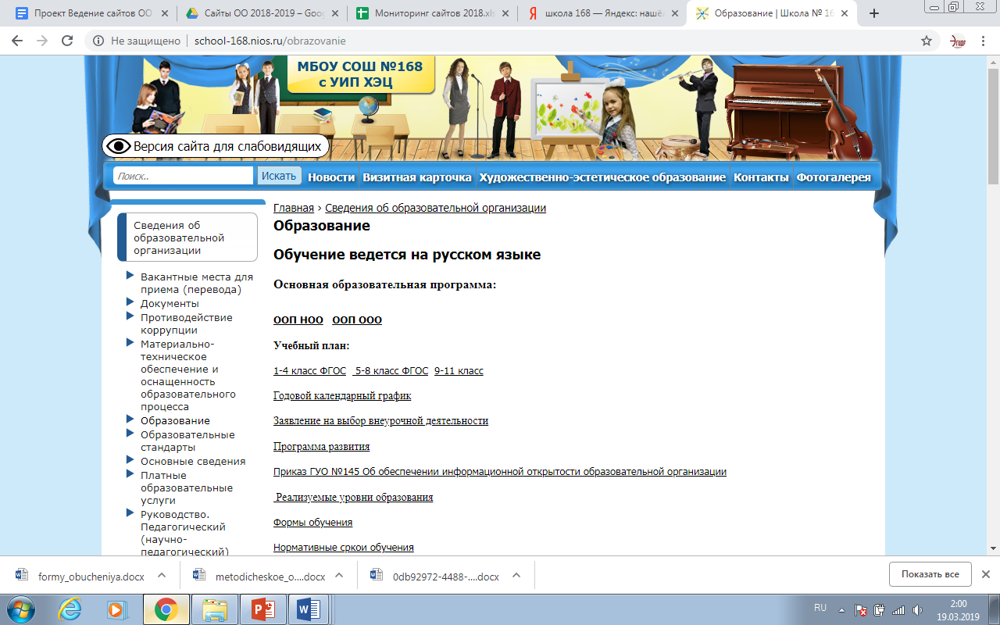 Проект Ведение сайтов ОО
Сайты ОО 2018-2019 – Goo
Мониторинг сайтов 2018.xls
школа 168 — Яндекс: нашёл
Образование | Школа № 16
Не защищено | school-168.nios.ru/obrazovanie
МБОУ СОШ №168
с УИП ХЭЦ
Версия сайта для слабовидящих
Поиск.. Искать Новости Визитная карточка Художественно-эстетическое образование Контакты Фотогалерея
Сведения об
образовательной
организации
Вакантные места для
приема (перевода)
Документы
Противодействие
коррупции
Материально-
техническое
обеспечение и
оснащенность
образовательного
процесса
Образование
Образовательные
стандарты
Основные сведения
Платные
образовательные
услуги
Руководство.
Педагогический
(научно-
педагогический)
Главная › Сведения об образовательной организации
Образование
Обучение ведется на русском языке
Основная образовательная программа:
ООП НОО ООП ООО
Учебный план:
1-4 класс ФГОС 5-8 класс ФГОС 9-11 класс
Годовой календарный график
Заявление на выбор внеурочной деятельности
Программа развития
Приказ ГУО №145 Об обеспечении информационной открытости образовательной организации
Реализуемые уровни образования
Формы обучения
Нормативные сркои обучения
formy_obucheniya.docx
metodicheskoe_o....docx
0db92972-4488-....docx
Показать все
RU
2:00
19.03.2019